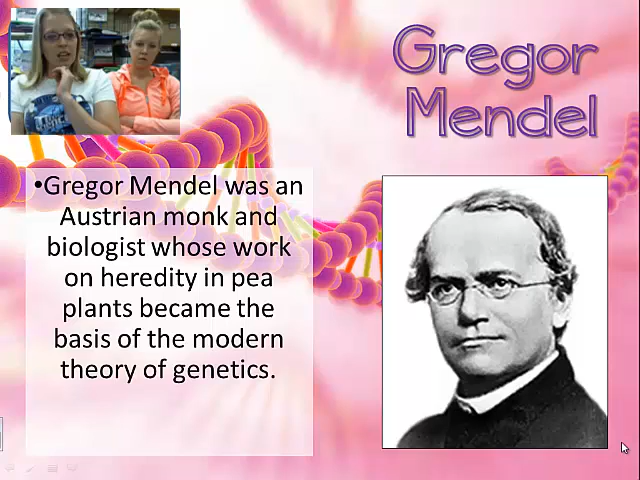 Gregor
Mendel
•Gregor Mendel was an
Austrian monk and
biologist whose work
on heredity in pea
plants became the
basis of the modern
theory of genetics.